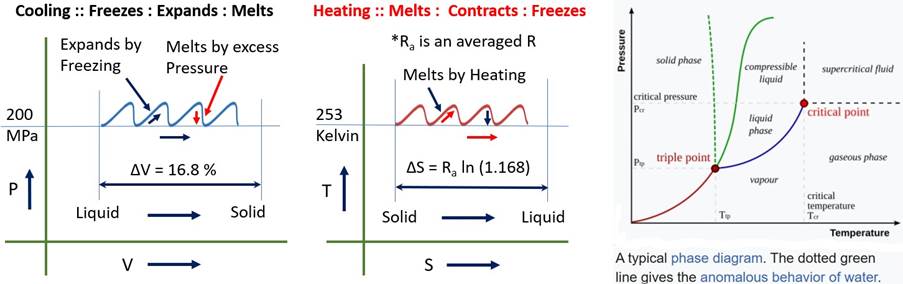 Cooling :: Freezes : Expands : Melts
Expands by
Freezing
Melts by excess
Pressure
200
MPa
P
ΔV = 16.8 %
Liquid
Solid
V
Heating :: Melts : Contracts : Freezes
*Ra is an averaged R
Melts by Heating
253
Kelvin
T
ΔS = Ra ln (1.168)
Solid
Liquid
S
Pressure
solid phase
compressible
liquid
supercritical fluid
critical pressure
Pcr
critical point
liquid
phase
Ptp
triple point
gaseous phase
vapour
critical
temperature
Ttp
Tcr
Temperature
A typical phase diagram. The dotted green
line gives the anomalous behavior of water.